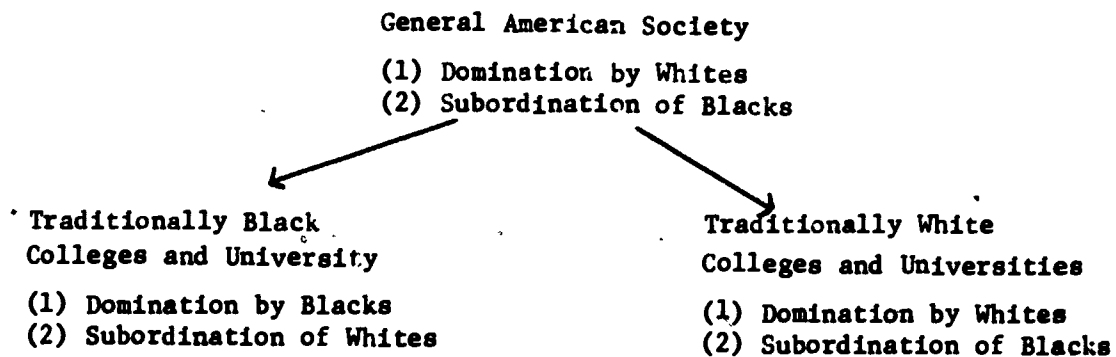 General American Society
(1) Domination by Whites
(2) Subordination of Blacks
Traditionally Black
Colleges and University
(1) Domination by Blacks
(2) Subordination of Whites
Traditionally White
Colleges and Universities
(1) Domination by Whites
(2) Subordination of Blacks